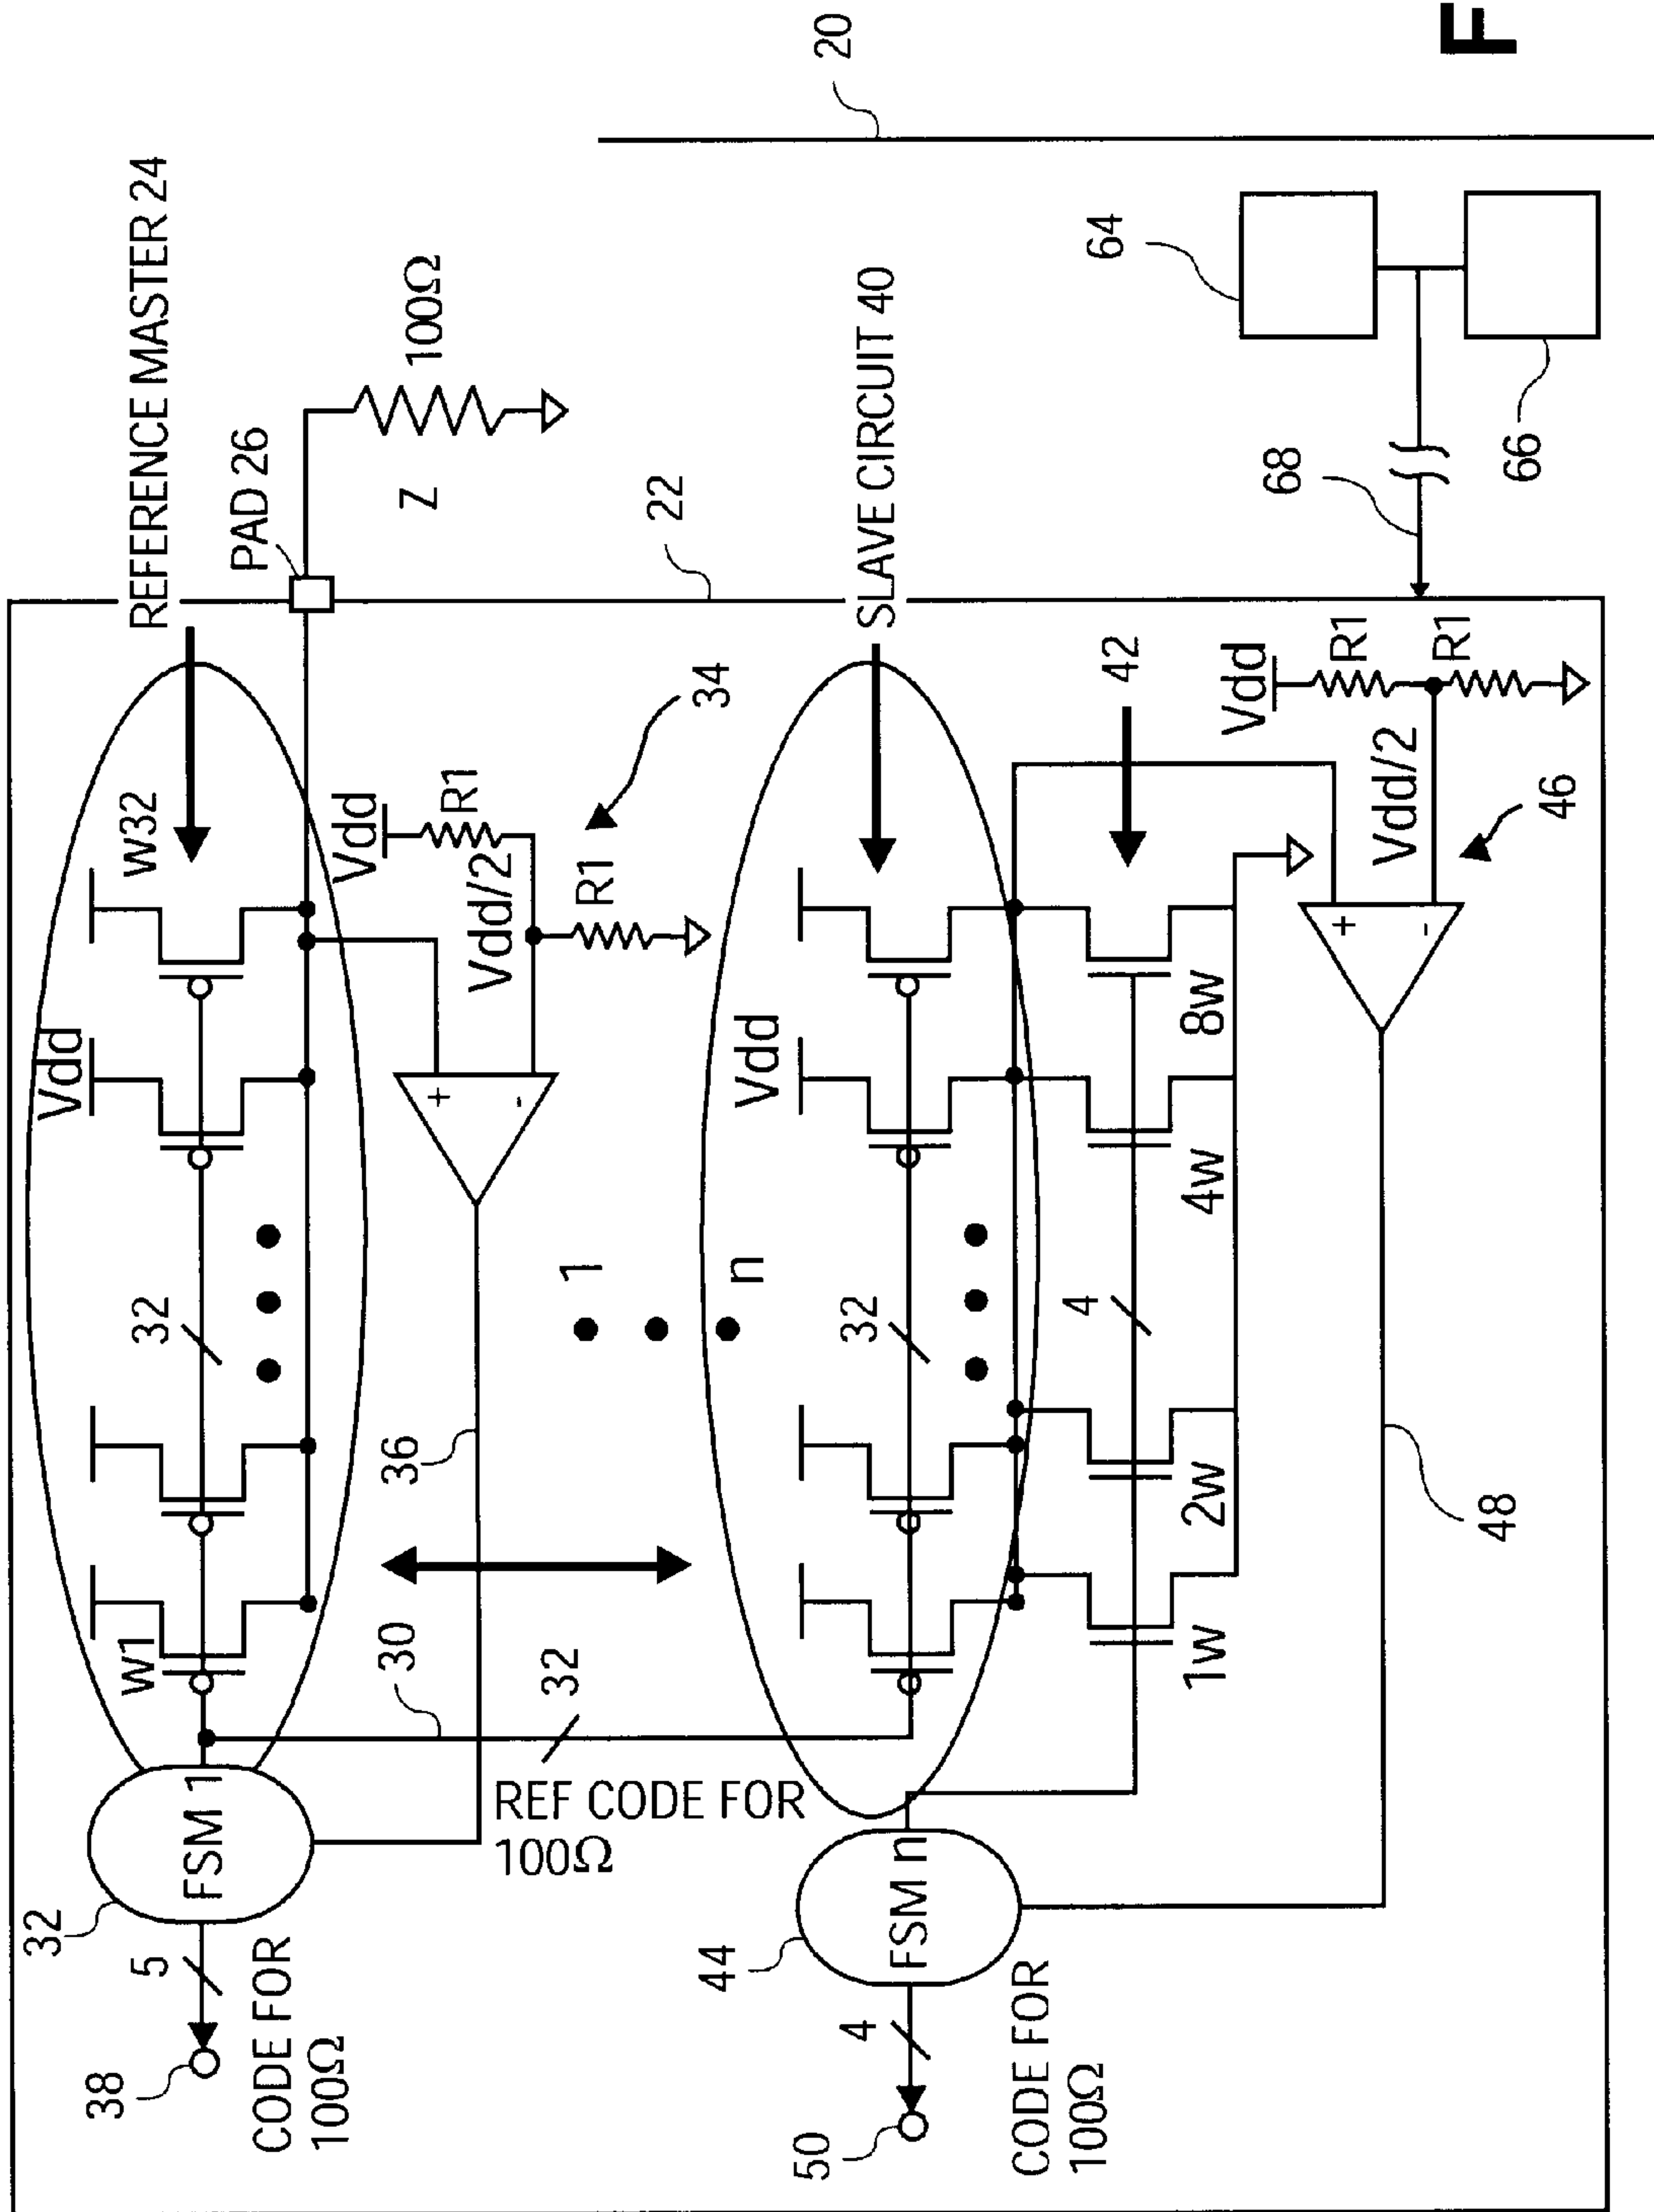 REFERENCE MASTER 24
PAD 26
Z
100Ω
20
22
w1
Vdd
w32
32
32
FSM 1
5
38
CODE FOR
100Ω
30
32
REF CODE FOR
100Ω
36
+
-
Vdd
R1
Vdd/2
R1
34
1
n
SLAVE CIRCUIT 40
Vdd
32
44
FSM n
4
50
CODE FOR
100Ω
4
1w
2w
4w
8w
42
+
-
Vdd
R1
R1
Vdd/2
46
48
64
66
68
F